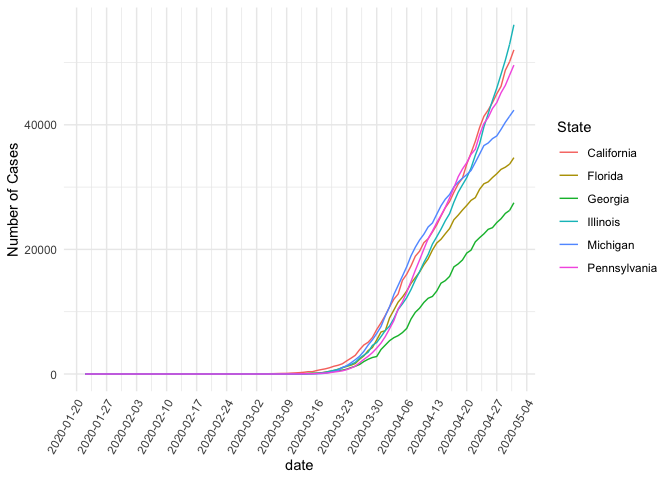 Number of Cases
40000
20000
0
2020-01-20
2020-01-27
2020-02-03
2020-02-10
2020-02-17
2020-02-24
2020-03-02
2020-03-09
2020-03-16
2020-03-23
2020-03-30
2020-04-06
2020-04-13
2020-04-20
2020-04-27
2020-05-04
date
State
California
Florida
Georgia
Illinois
Michigan
Pennsylvania